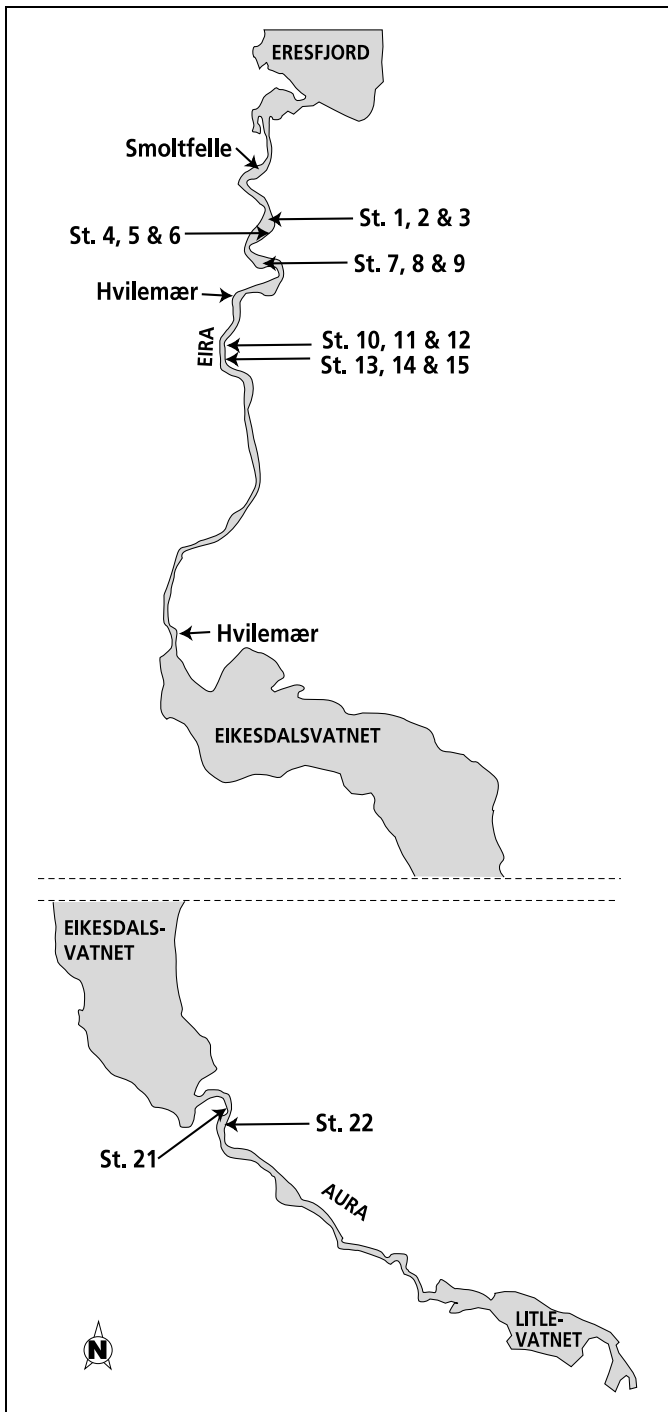 ERESFJORD
Smoltfelle
St. 1, 2 & 3
St. 4, 5 & 6
St. 7, 8 & 9
Hvilemær
St. 10, 11 & 12
EIRA
St. 13, 14 & 15
Hvilemær
EIKESDALSVATNET
EIKESDALS-
VATNET
St. 22
St. 21
AURA
LITLE-
VATNET
N